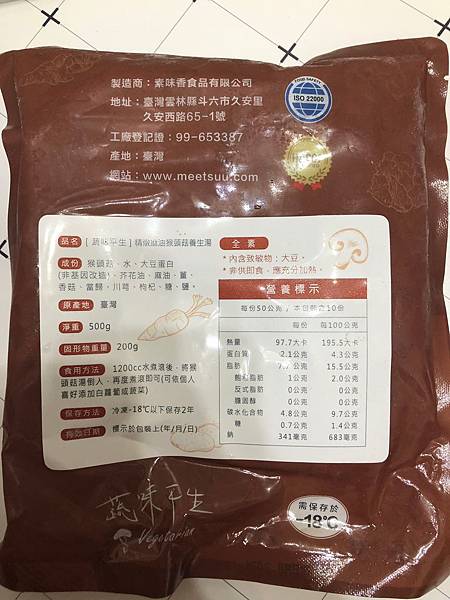 製造商：素味香食品有限公司
地址：臺灣雲林縣斗六市久安里
久安西路65-1號
工廠登記證：99-653387
產地：臺灣
網站：www.meetsuu.com
FOOD SAFETY
ISO 22000
品名 [ 蔬味平生 ] 精燉麻油猴頭菇養生湯
成份 猴頭菇、水、大豆蛋白
(非基因改造)、芥花油、麻油、薑、
香菇、當歸、川芎、枸杞、糖、鹽。
原產地 臺灣
淨重 500g
固形物重量 200g
食用方法 1200cc水煮滾後，將猴
頭菇湯倒入，再度煮滾即可(可依個人
喜好添加白蘿蔔或蔬菜)
保存方法 冷凍-18℃以下保存2年
有效日期 標示於包裝上(年/月/日)
全素
*內含致敏物：大豆。
*非供即食，應充分加熱。
營養標示
每份50公克 / 本包裝含10份
每份 每100公克
熱量 97.7大卡 195.5大卡
蛋白質 2.1公克 4.3公克
脂肪 7.7公克 15.5公克
飽和脂肪 1公克 2.0公克
反式脂肪 0公克 0公克
膽固醇 0公克 0公克
碳水化合物 4.8公克 9.7公克
糖 0.7公克 1.4公克
鈉 341毫克 683毫克
蔬味平生
Vegetarian
需保存於
-18℃